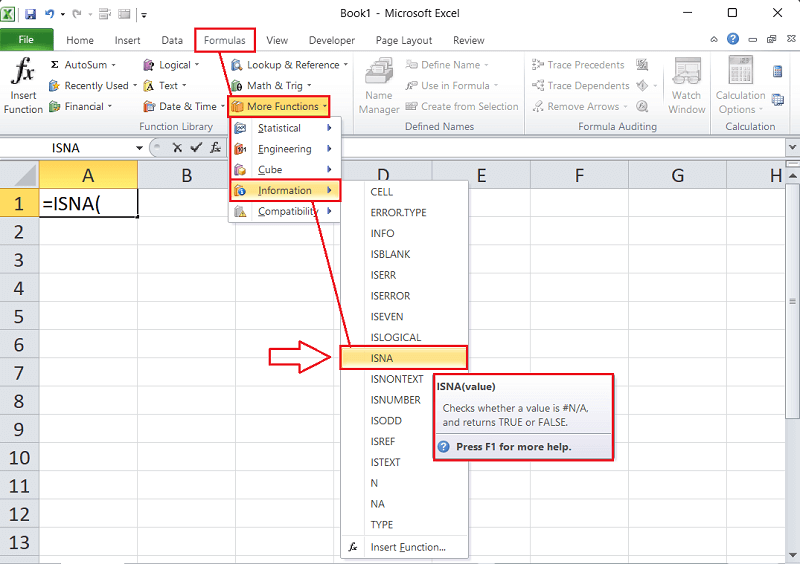 Book1 - Microsoft Excel
File Home Insert Data Formulas View Developer Page Layout Review
Insert Function
AutoSum
Recently Used
Financial
Logical
Text
Date & Time
Lookup & Reference
Math & Trig
More Functions
Function Library
Name Manager
Define Name
Use in Formula
Create from Selection
Defined Names
Trace Precedents
Trace Dependents
Remove Arrows
Formula Auditing
Watch Window
Calculation Options
Calculation
ISNA
fx
Statistical
Engineering
Cube
Information
Compatibility
A B D E F G H
1 =ISNA(
2
3
4
5
6
7
8
9
10
11
12
13
CELL
ERROR.TYPE
INFO
ISBLANK
ISERR
ISERROR
ISEVEN
ISLOGICAL
ISNA
ISNONTEXT
ISNUMBER
ISODD
ISREF
ISTEXT
N
NA
TYPE
fx Insert Function...
ISNA(value)
Checks whether a value is #N/A,
and returns TRUE or FALSE.
Press F1 for more help.